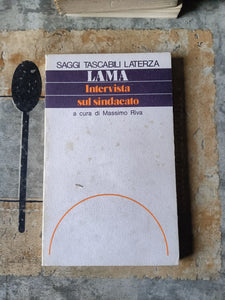 SAGGI TASCABILI LATERZA
LAMA
Intervista
sul sindacato
a cura di Massimo Riva